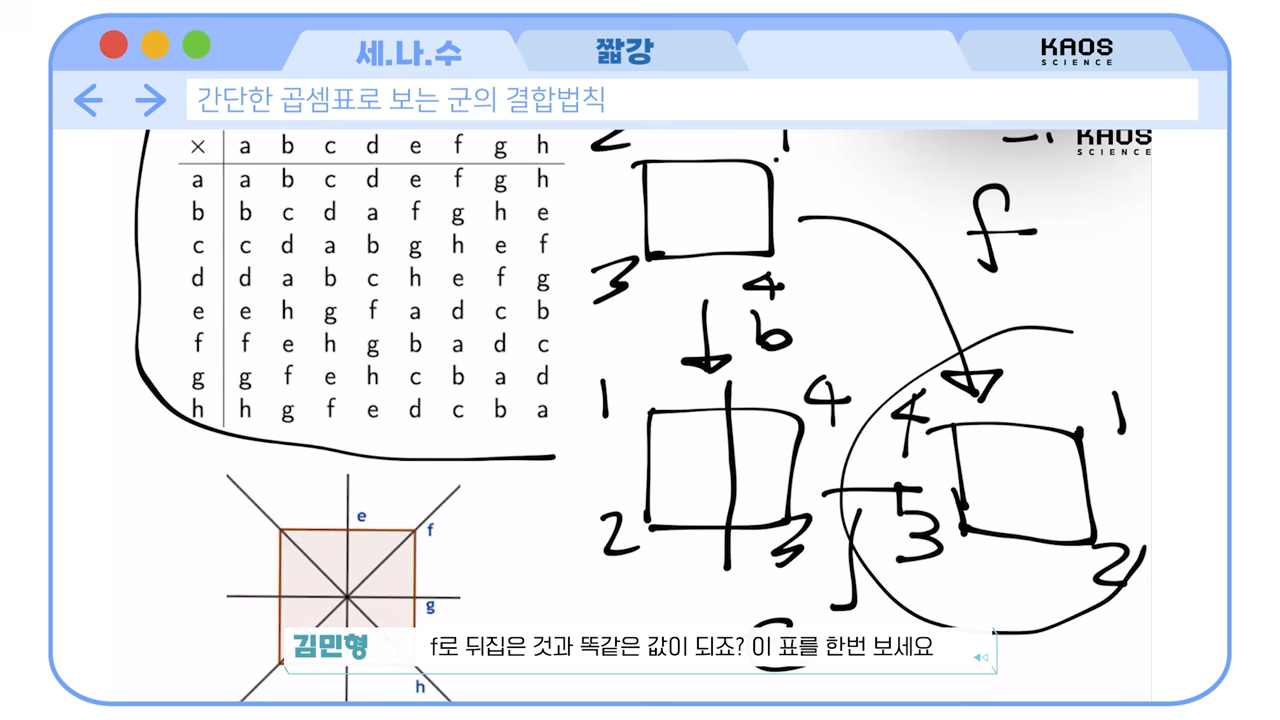 세.나.수
짧강
KAOS
SCIENCE
간단한 곱셈표로 보는 군의 결합법칙
KAOS
SCIENCE
× a b c d e f g h
a a b c d e f g h
b b c d a f g h e
c c d a b g h e f
d d a b c h e f g
e e h g f a d c b
f f e h g b a d c
g g f e h c b a d
h h g f e d c b a
2 1
3 4
f
b
1 4
2 3
4 1
3 2
e
f
g
h
김민형
f로 뒤집은 것과 똑같은 값이 되죠? 이 표를 한번 보세요